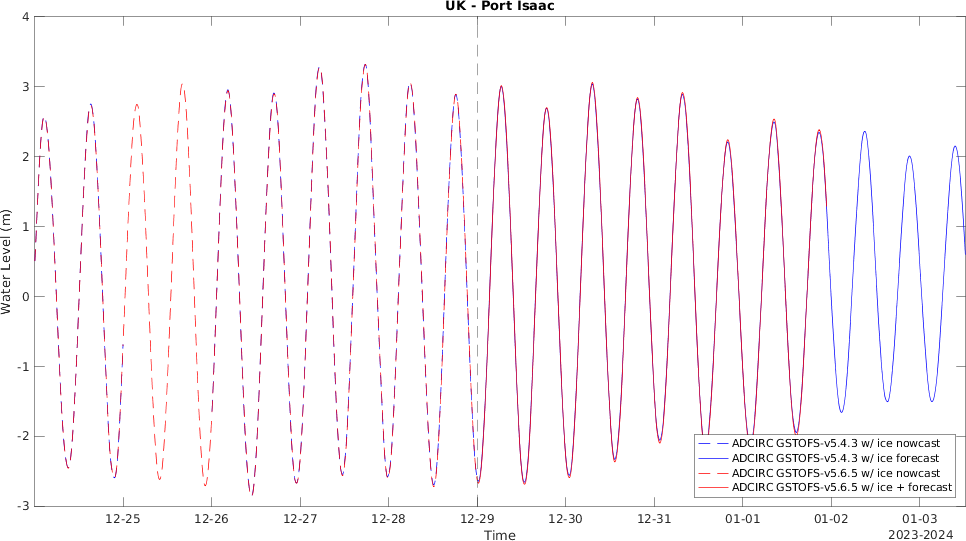 UK - Port Isaac
4
3
2
1
0
-1
-2
-3
Water Level (m)
12-25 12-26 12-27 12-28 12-29 12-30 12-31 01-01 01-02 01-03
Time
2023-2024
ADCIRC GSTOFS-v5.4.3 w/ ice nowcast
ADCIRC GSTOFS-v5.4.3 w/ ice forecast
ADCIRC GSTOFS-v5.6.5 w/ ice nowcast
ADCIRC GSTOFS-v5.6.5 w/ ice + forecast